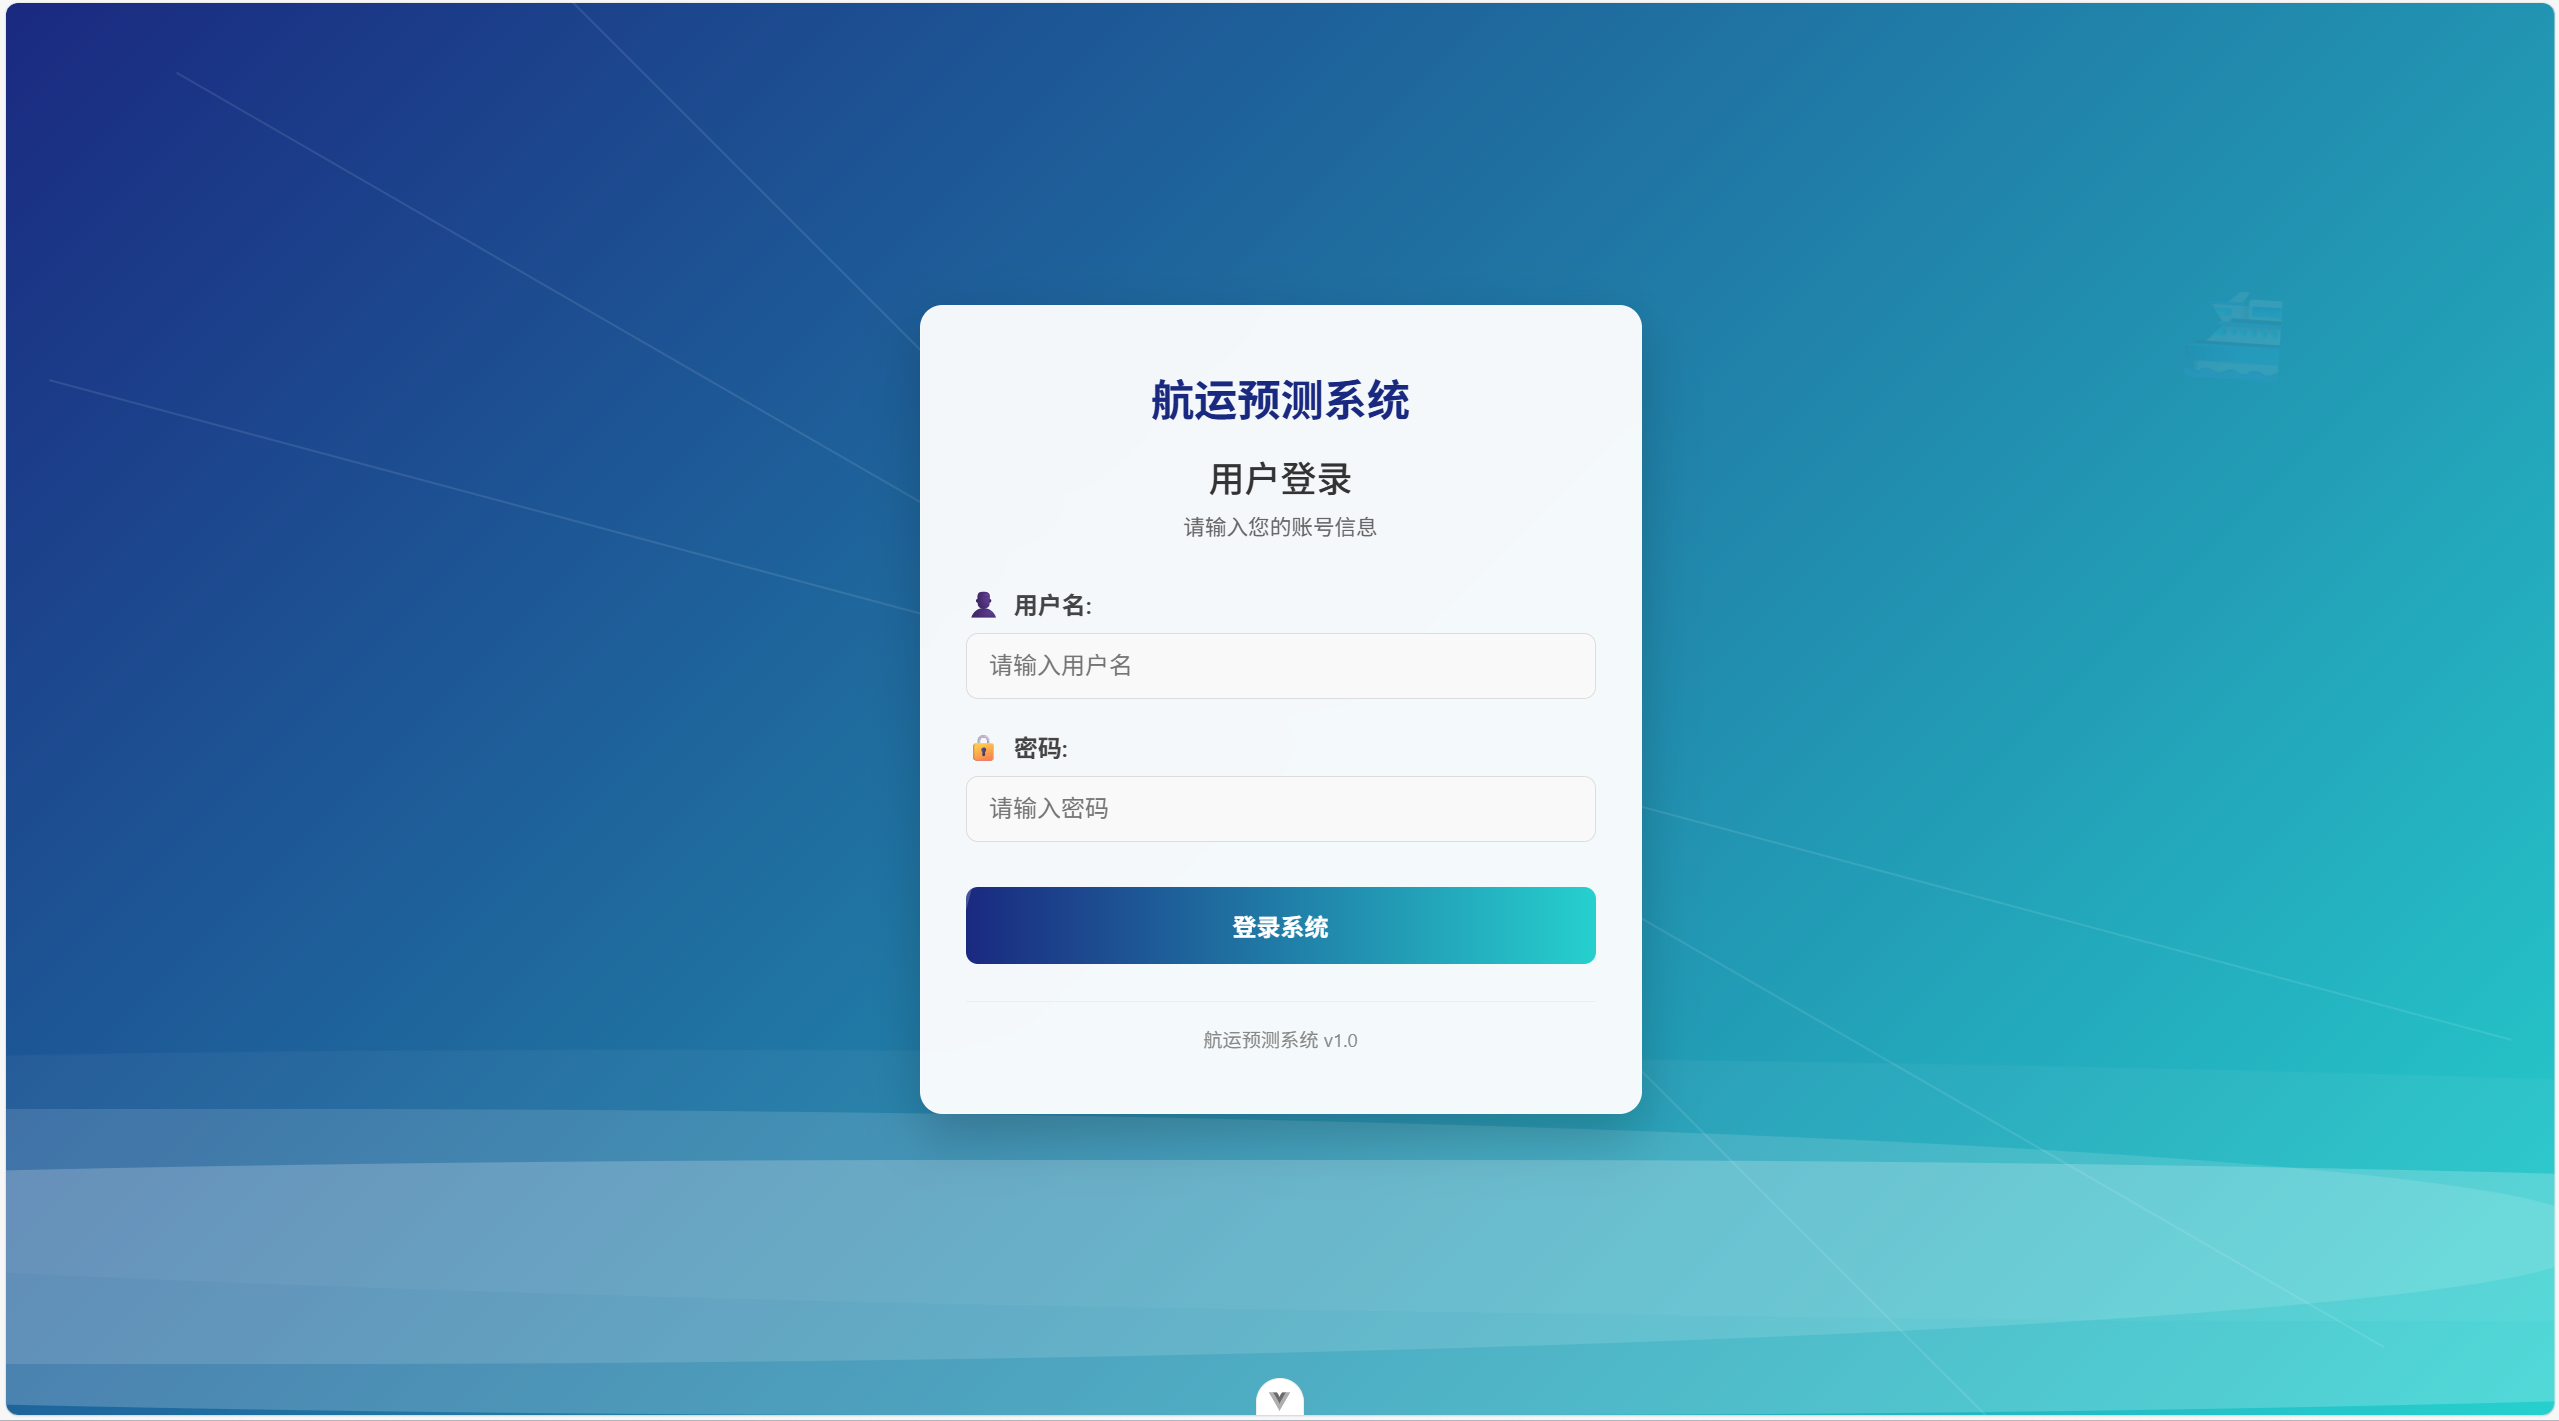 航运预测系统
用户登录
请输入您的账号信息
用户名:
请输入用户名
密码:
请输入密码
登录系统
航运预测系统 v1.0